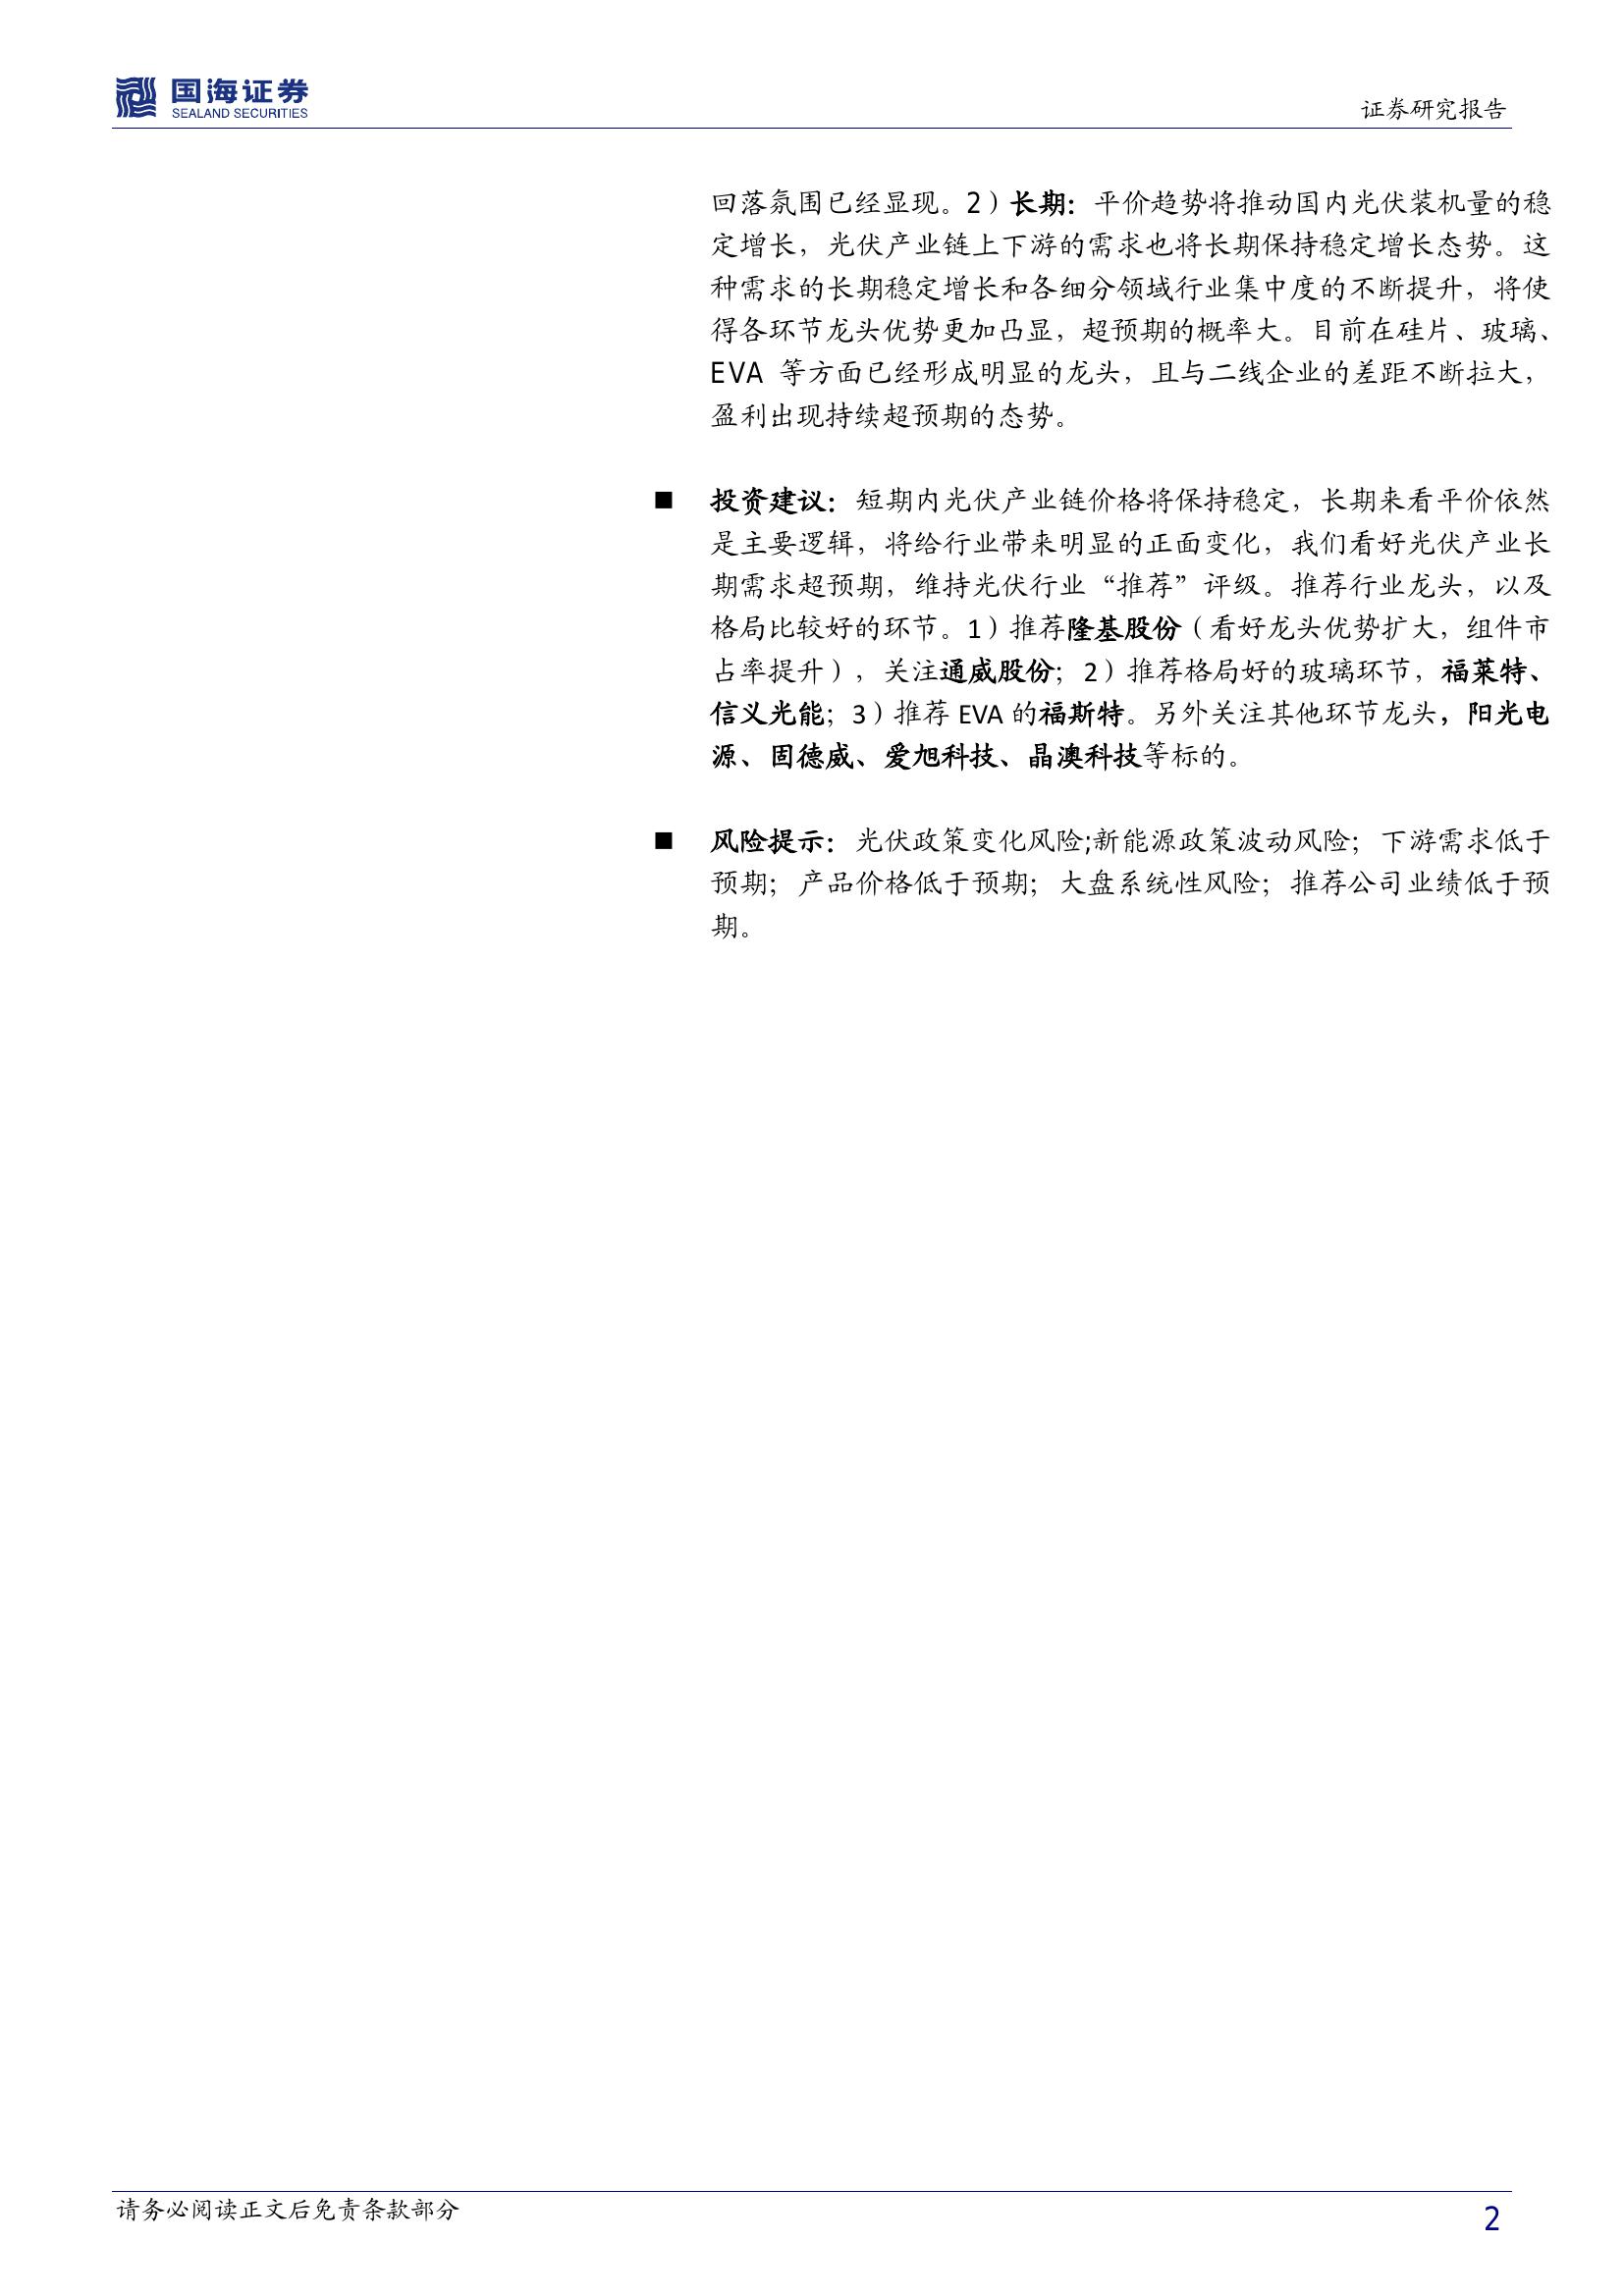 国海证券
SEALAND SECURITIES
证券研究报告
回落氛围已经显现。2）长期：平价趋势将推动国内光伏装机量的稳
定增长，光伏产业链上下游的需求也将长期保持稳定增长态势。这
种需求的长期稳定增长和各细分领域行业集中度的不断提升，将使
得各环节龙头优势更加凸显，超预期的概率大。目前在硅片、玻璃、
EVA 等方面已经形成明显的龙头，且与二线企业的差距不断拉大，
盈利出现持续超预期的态势。
■ 投资建议：短期内光伏产业链价格将保持稳定，长期来看平价依然
是主要逻辑，将给行业带来明显的正面变化，我们看好光伏产业长
期需求超预期，维持光伏行业“推荐”评级。推荐行业龙头，以及
格局比较好的环节。1）推荐隆基股份（看好龙头优势扩大，组件市
占率提升），关注通威股份；2）推荐格局好的玻璃环节，福莱特、
信义光能；3）推荐 EVA 的福斯特。另外关注其他环节龙头，阳光电
源、固德威、爱旭科技、晶澳科技等标的。
■ 风险提示：光伏政策变化风险;新能源政策波动风险；下游需求低于
预期；产品价格低于预期；大盘系统性风险；推荐公司业绩低于预
期。
请务必阅读正文后免责条款部分
2